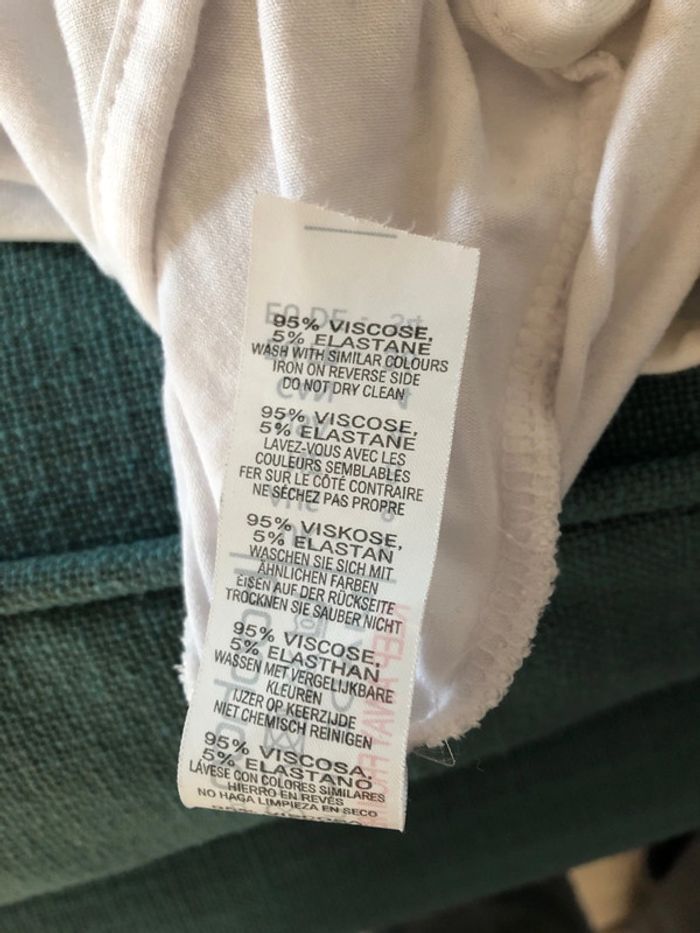 95% VISCOSE,
5% ELASTANE
WASH WITH SIMILAR COLOURS
IRON ON REVERSE SIDE
DO NOT DRY CLEAN
95% VISCOSE,
5% ELASTANE
LAVEZ-VOUS AVEC LES
COULEURS SEMBLABLES
FER SUR LE CÔTÉ CONTRAIRE
NE SÉCHEZ PAS PROPRE
95% VISKOSE,
5% ELASTAN
WASCHEN SIE SICH MIT
ÄHNLICHEN FARBEN
EISEN AUF DER RÜCKSEITE
TROCKNEN SIE SAUBER NICHT
95% VISCOSE,
5% ELASTHAN
WASSEN MET VERGELIJKBARE
KLEUREN
IJZER OP KEERZIJDE
NIET CHEMISCH REINIGEN
95% VISCOSA,
5% ELASTANO
LÁVESE CON COLORES SIMILARES
HIERRO EN REVÉS
NO HAGA LIMPIEZA EN SECO